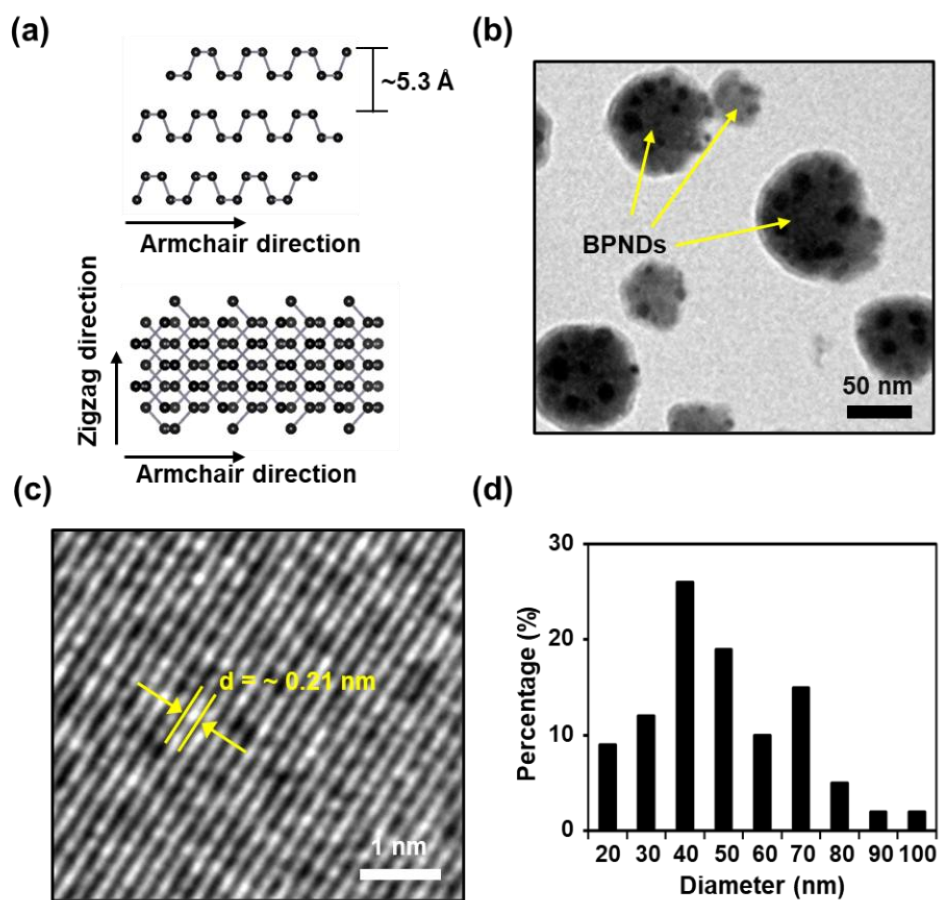 (a)
~5.3 Å
Armchair direction
Zigzag direction
Armchair direction
(b)
BPNDs
50 nm
(c)
d = ~ 0.21 nm
1 nm
(d)
Percentage (%)
30
20
10
0
20 30 40 50 60 70 80 90 100
Diameter (nm)